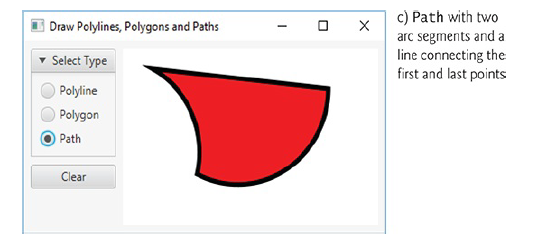 Draw Polylines, Polygons and Paths
Select Type
Polyline
Polygon
Path
Clear
c) Path with two
arc segments and a
line connecting the
first and last points